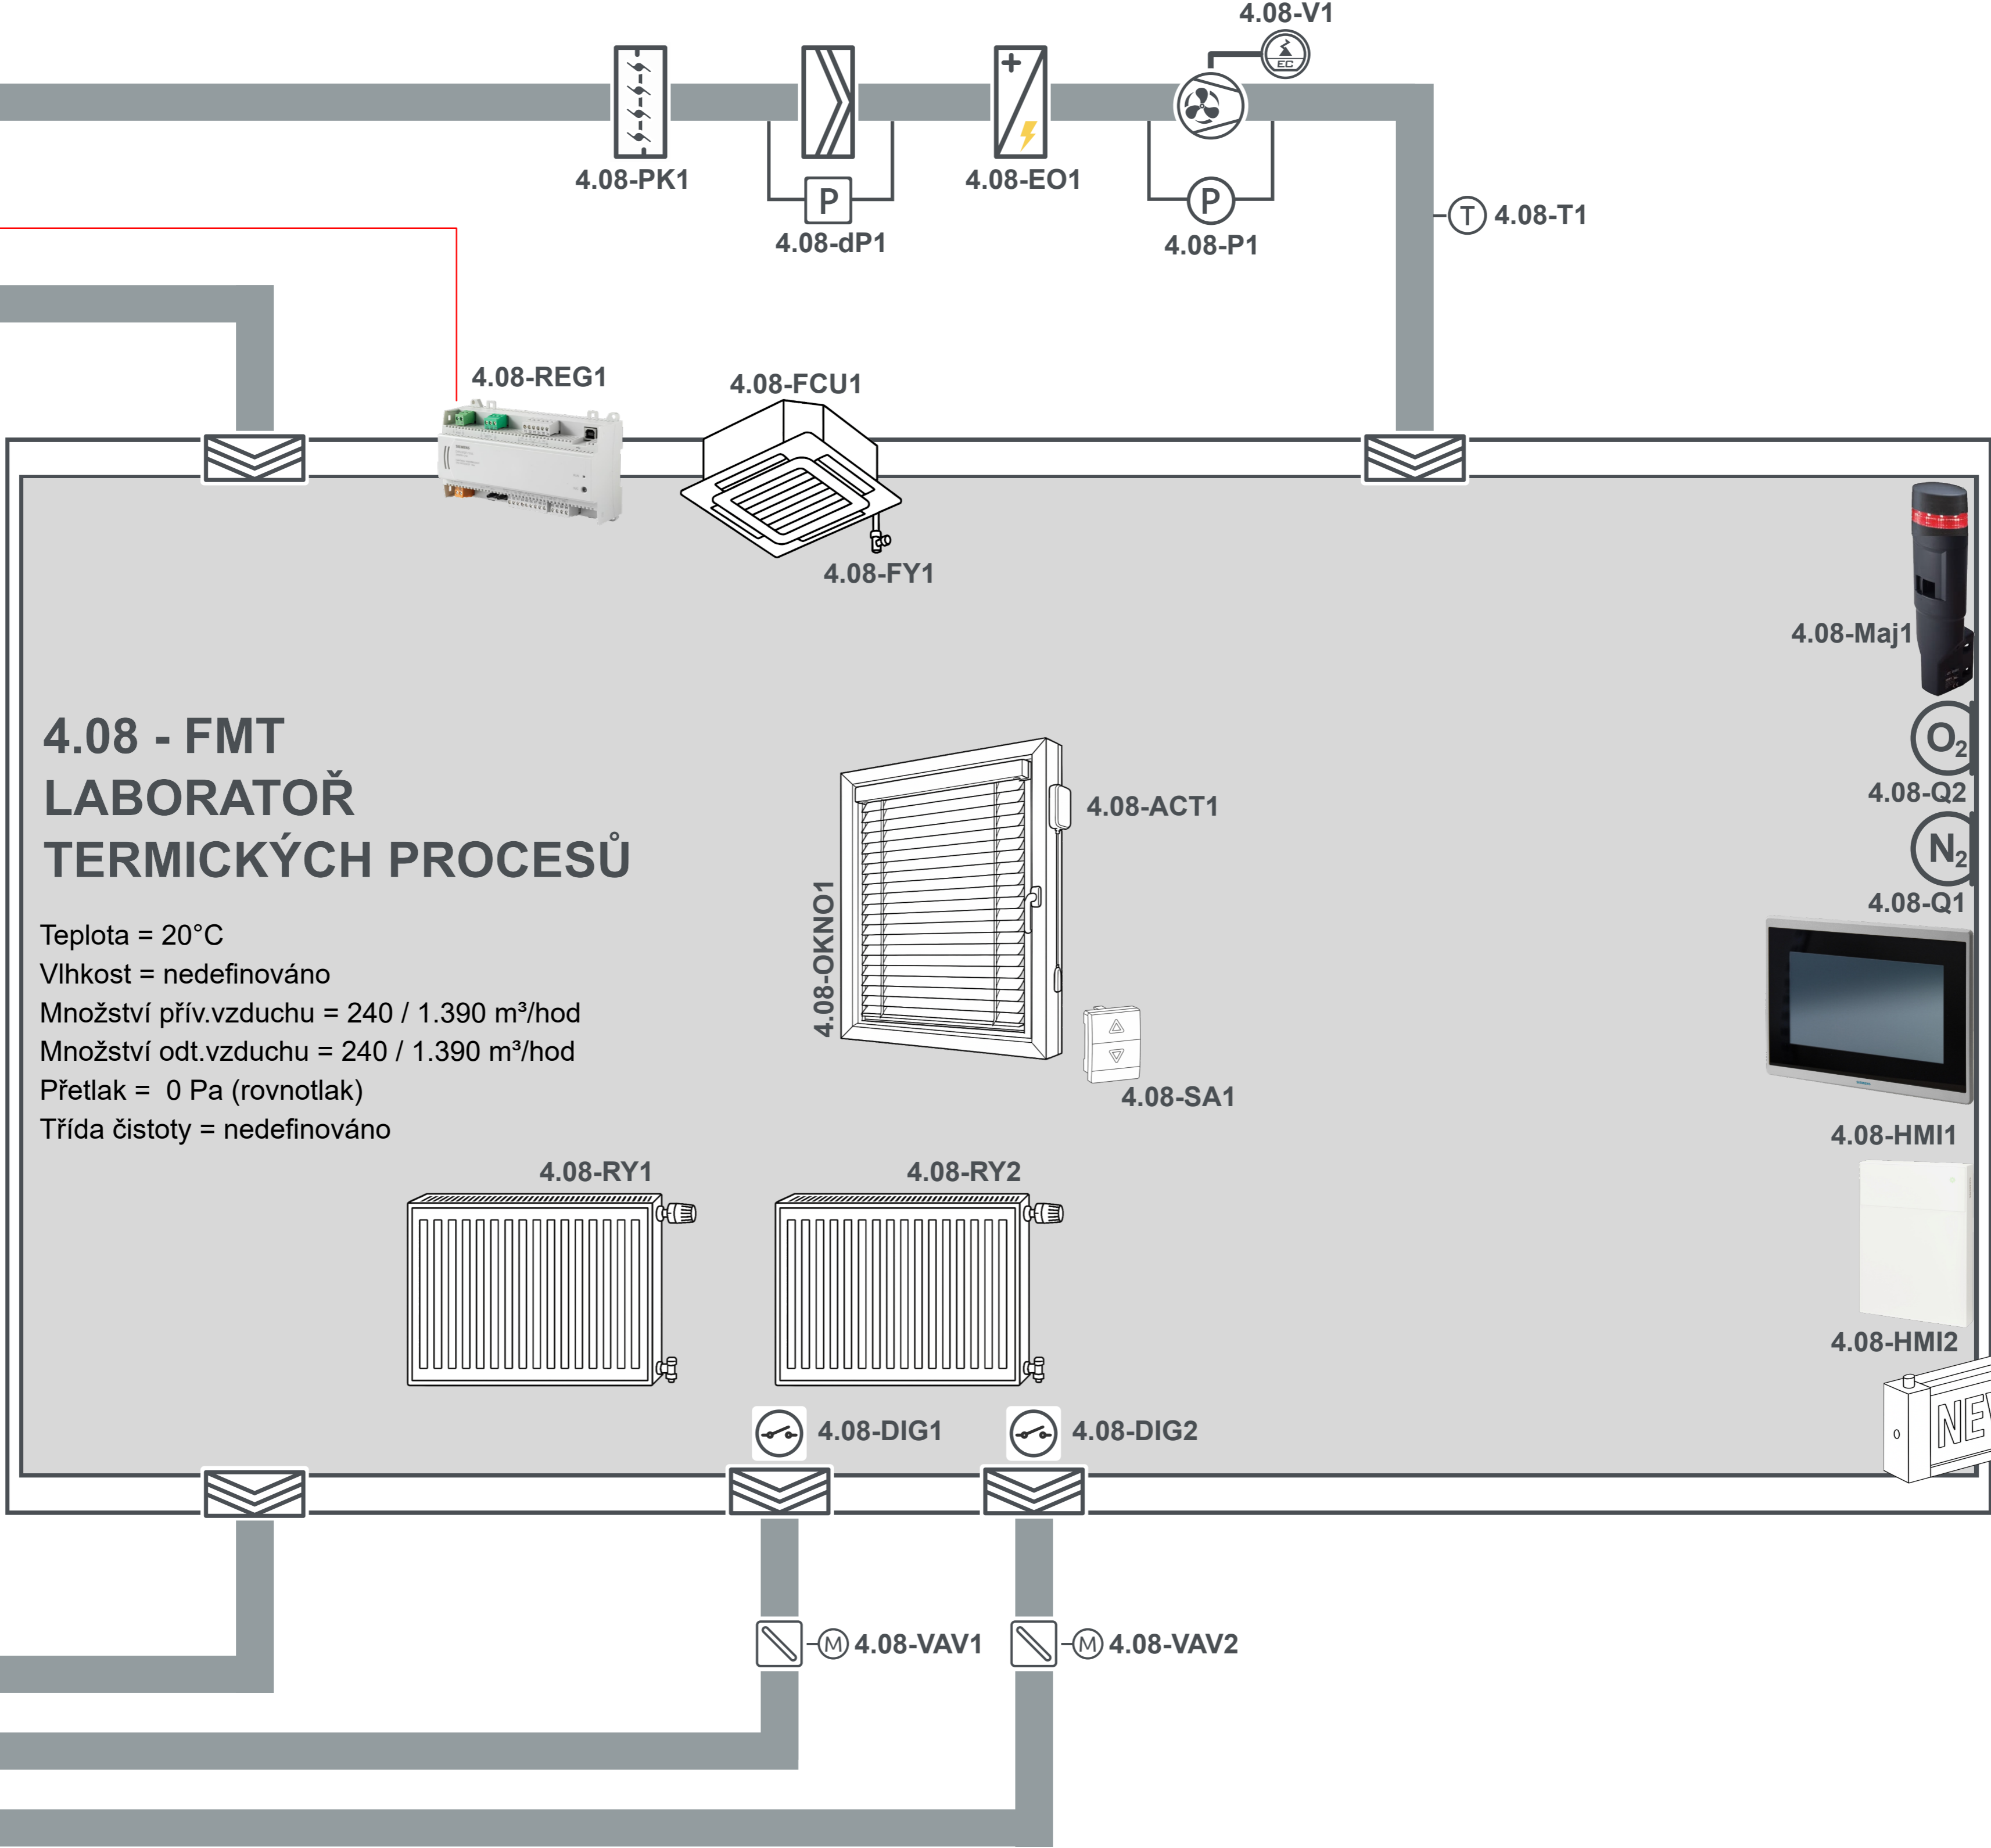 4.08-V1
EC
4.08-PK1
P
4.08-dP1
4.08-EO1
P
4.08-P1
T 4.08-T1
4.08-REG1
4.08-FCU1
4.08-FY1
4.08-Maj1
O₂
4.08-Q2
N₂
4.08-Q1
4.08 - FMT
LABORATOŘ
TERMICKÝCH PROCESŮ
Teplota = 20°C
Vlhkost = nedefinováno
Množství přív.vzduchu = 240 / 1.390 m³/hod
Množství odt.vzduchu = 240 / 1.390 m³/hod
Přetlak = 0 Pa (rovnotlak)
Třída čistoty = nedefinováno
4.08-OKNO1
4.08-ACT1
4.08-SA1
4.08-HMI1
4.08-HMI2
4.08-RY1
4.08-RY2
4.08-DIG1
4.08-DIG2
M 4.08-VAV1
M 4.08-VAV2